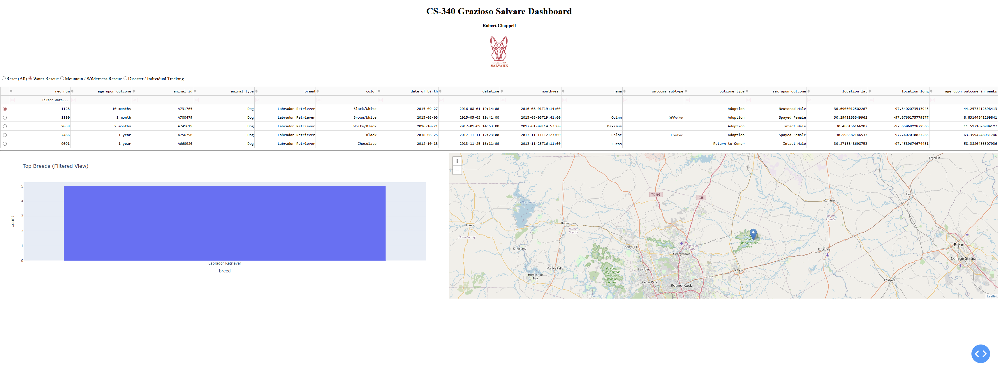 CS-340 Grazioso Salvare Dashboard
Robert Chappell
GRAZIOSO
SALVARE
Reset (All) Water Rescue Mountain / Wilderness Rescue Disaster / Individual Tracking
rec_num age_upon_outcome animal_id animal_type breed color date_of_birth datetime monthyear name outcome_subtype outcome_type sex_upon_outcome location_lat location_long age_upon_outcome_in_weeks
filter data...
1128 10 months A731765 Dog Labrador Retriever Black/White 2015-09-27 2016-08-01 19:14:00 2016-08-01T19:14:00 Adoption Neutered Male 30.6905012502207 -97.3402073513943 44.2573412698413
1190 1 month A700479 Dog Labrador Retriever Brown/White 2015-03-03 2015-05-03 19:41:00 2015-05-03T19:41:00 Quinn Offsite Adoption Spayed Female 30.2941163349962 -97.6760175779877 8.83144841269841
2038 2 months A741619 Dog Labrador Retriever White/Black 2016-10-21 2017-01-09 14:53:00 2017-01-09T14:53:00 Maximus Adoption Intact Male 30.486156166207 -97.6506922872565 11.5171626984127
7466 1 year A756790 Dog Labrador Retriever Black 2016-08-25 2017-11-11 12:23:00 2017-11-11T12:23:00 Chloe Foster Adoption Spayed Female 30.596582146537 -97.7407010827265 63.3594246031746
9091 1 year A660920 Dog Labrador Retriever Chocolate 2012-10-13 2013-11-25 16:11:00 2013-11-25T16:11:00 Lucas Return to Owner Intact Male 30.2715848698753 -97.4589674674431 58.3820436507936
Top Breeds (Filtered View)
5
4
3
2
1
0
count
Labrador Retriever
breed
+
−
Franklin
TX 195
I 35
Hearne
Cameron
Lake Buchanan
Milam
County
Llano
Burnet
Burnet
County
Llano County
Wildlife
Management
Area
Kingsland
Liberty Hill
Williamson
County
Georgetown
Rockdale
Bryan
College Station
Marble Falls
Leander
Taylor
Balcones
Canyonlands
National
Wildlife
Refuge
Horseshoe
Bay
Hutto
Cedar Park
Round Rock
Caldwell
Lake Travis
Leaflet